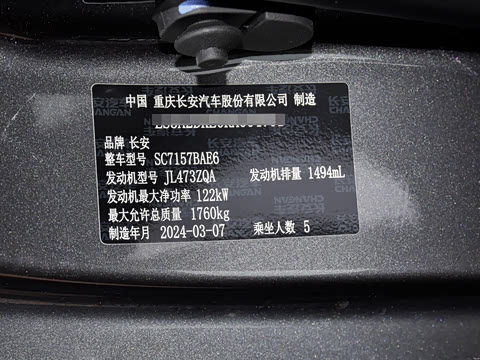 中国 重庆长安汽车股份有限公司 制造
品牌 长安
整车型号 SC7157BAE6
发动机型号 JL473ZQA 发动机排量 1494mL
发动机最大净功率 122kW
最大允许总质量 1760kg
制造年月 2024-03-07 乘坐人数 5